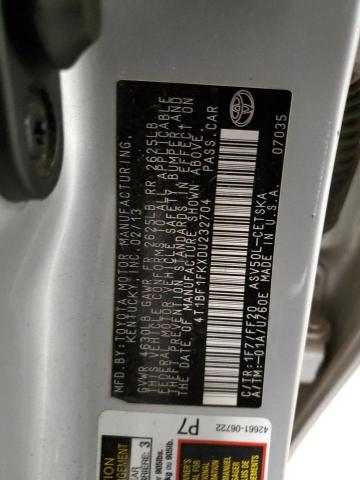 MFD.BY:TOYOTA MOTOR MANUFACTURING,
KENTUCKY, INC. 02/13
GVWR 4630LB GAWR FR 2625LB RR 2625LB
THIS VEHICLE CONFORMS TO ALL APPLICABLE
FEDERAL MOTOR VEHICLE SAFETY, BUMPER, AND
THEFT PREVENTION STANDARDS IN EFFECT ON
THE DATE OF MANUFACTURE SHOWN ABOVE.
4T1BF1FKXDU232704 PASS.CAR
C/TR:1F7/FF20 ASV50L-CETSKA
A/TM:-01A/U760E MADE IN U.S.A.
07035
42661-06722
P7
3